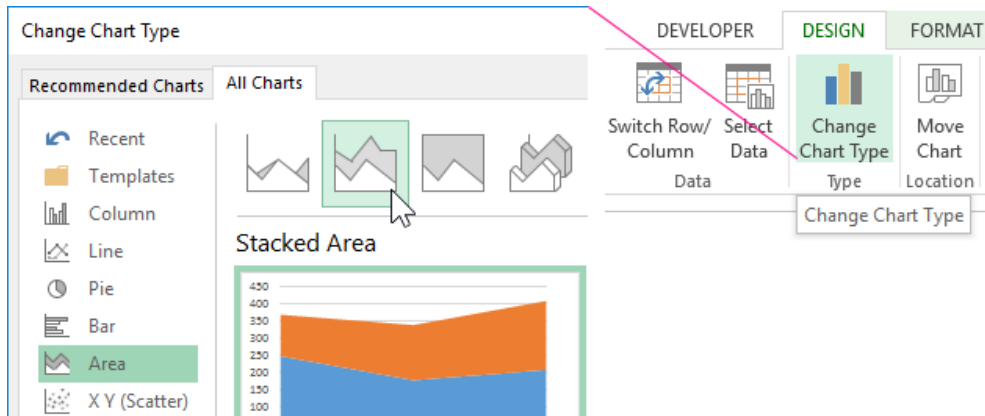 Change Chart Type
Recommended Charts
All Charts
Recent
Templates
Column
Line
Pie
Bar
Area
X Y (Scatter)
Stacked Area
450
400
350
300
250
200
150
100
DEVELOPER
DESIGN
FORMAT
Switch Row/
Column
Select
Data
Change
Chart Type
Move
Chart
Data
Type
Location
Change Chart Type